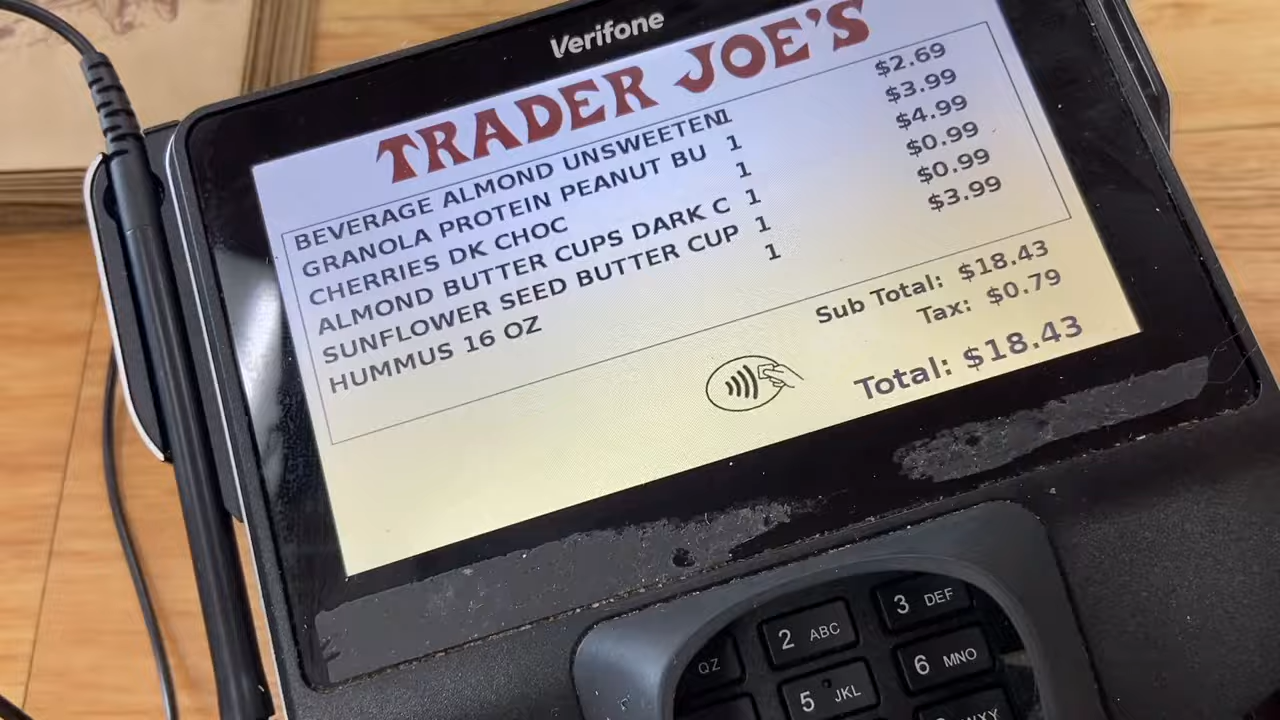 Verifone
TRADER JOE'S
BEVERAGE ALMOND UNSWEETEN 1 $2.69
GRANOLA PROTEIN PEANUT BU 1 $3.99
CHERRIES DK CHOC 1 $4.99
ALMOND BUTTER CUPS DARK C 1 $0.99
SUNFLOWER SEED BUTTER CUP 1 $0.99
HUMMUS 16 OZ 1 $3.99
Sub Total: $18.43
Tax: $0.79
Total: $18.43
QZ 2 ABC 3 DEF
5 JKL 6 MNO
WXY